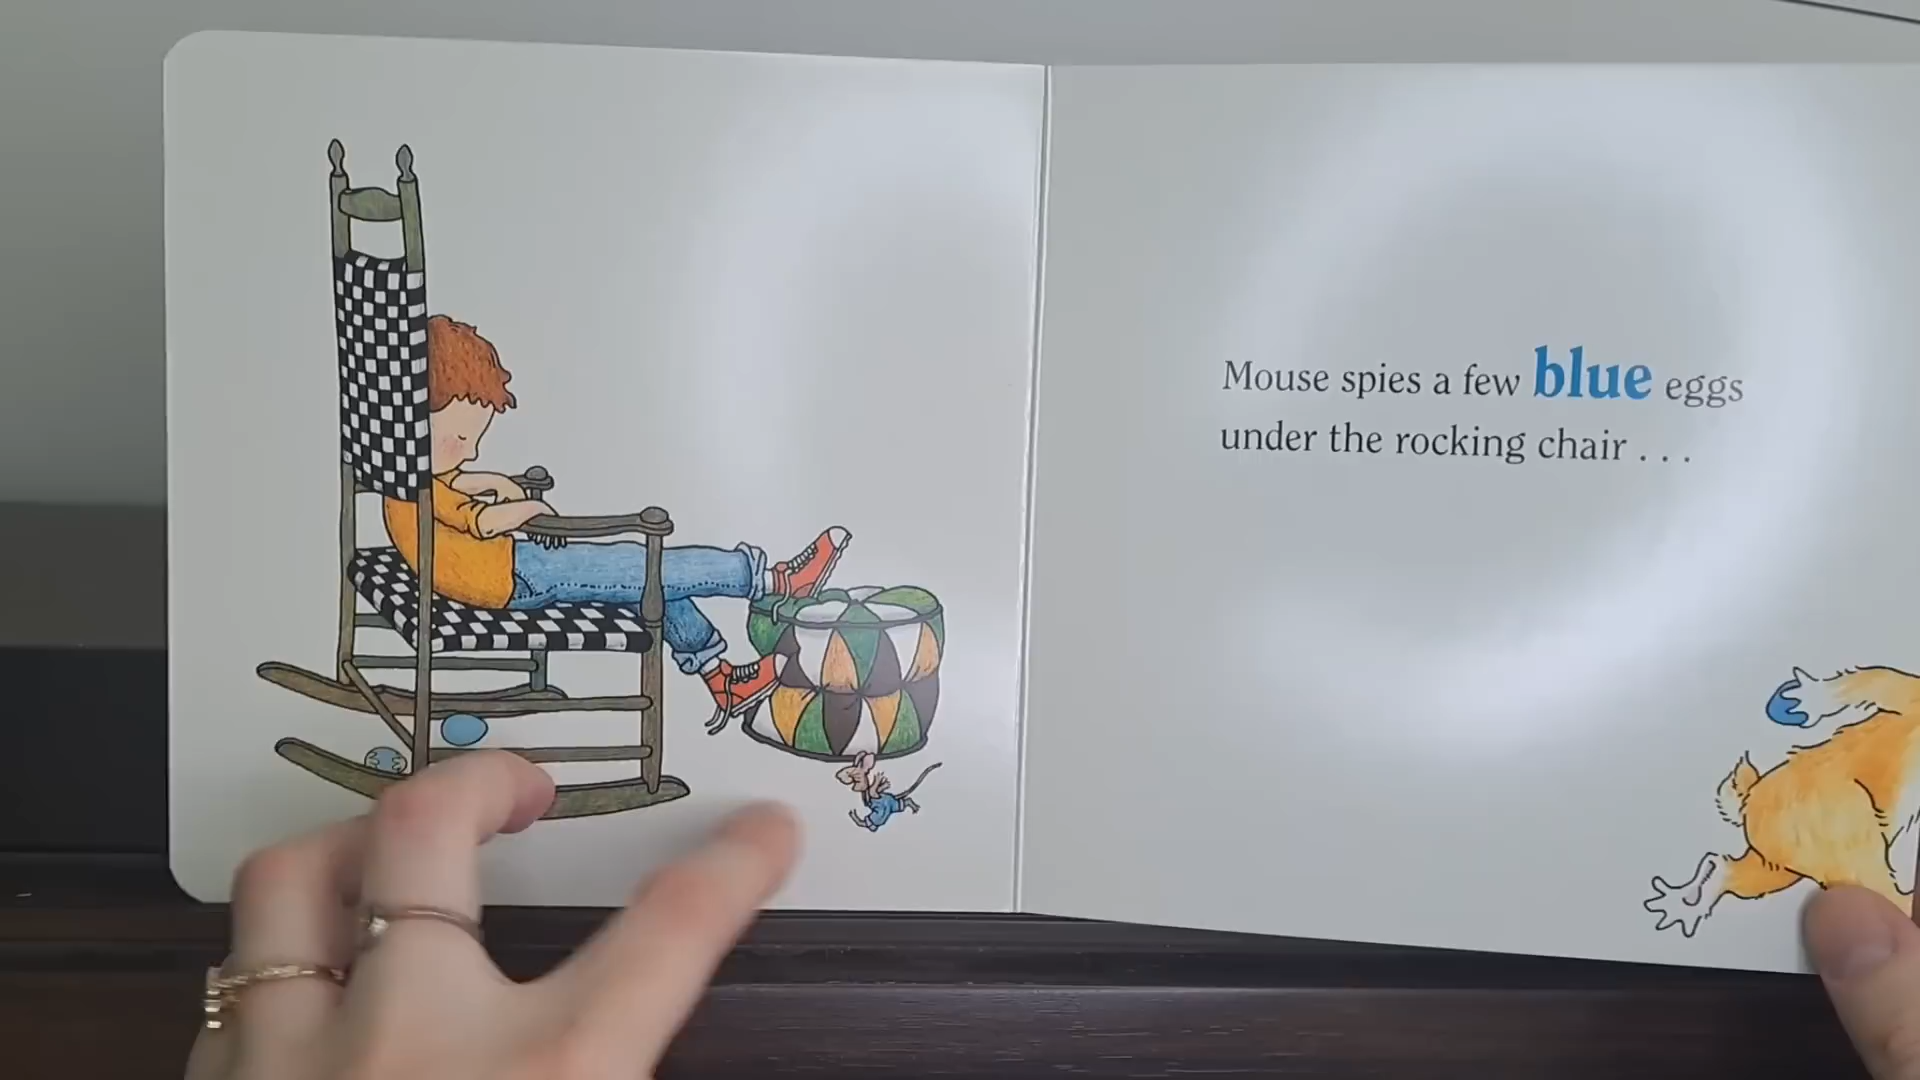 Mouse spies a few blue eggs
under the rocking chair . . .